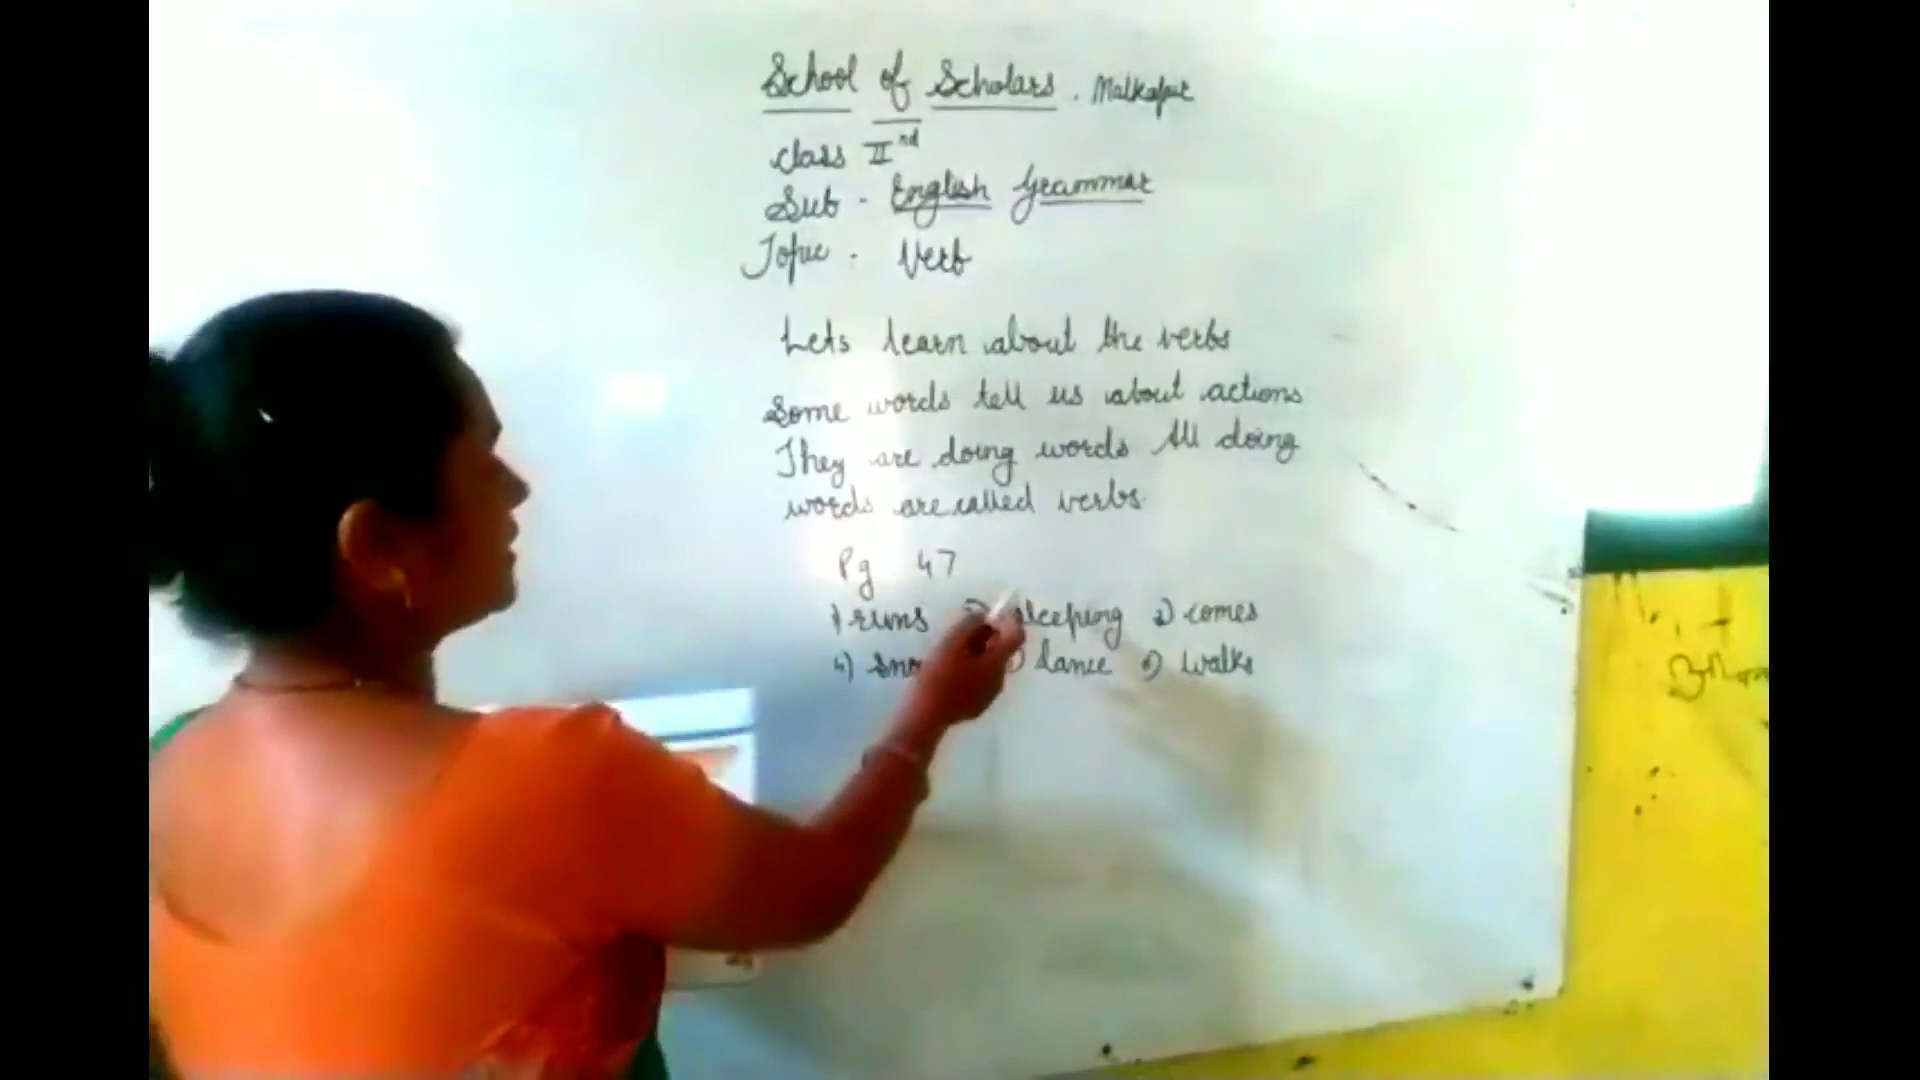 School of Scholars. Malkapur
Class IInd
Sub - English Grammar
Topic - Verb
Lets learn about the verbs
Some words tell us about actions
They are doing words All doing
words are called verbs.
Pg 47
1) runs 2) sleeping 3) comes
4) 5) dance 6) walks